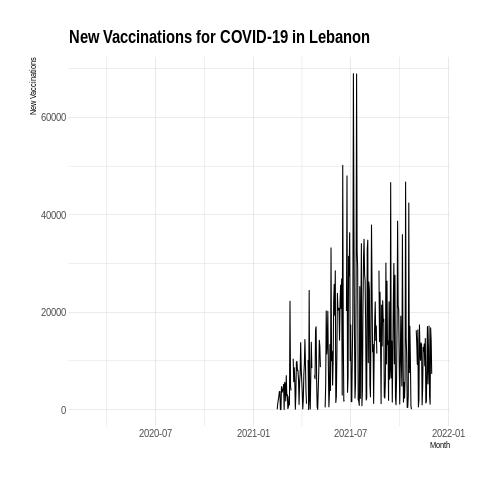 New Vaccinations for COVID-19 in Lebanon
New Vaccinations
60000
40000
20000
0
2020-07
2021-01
2021-07
2022-01
Month